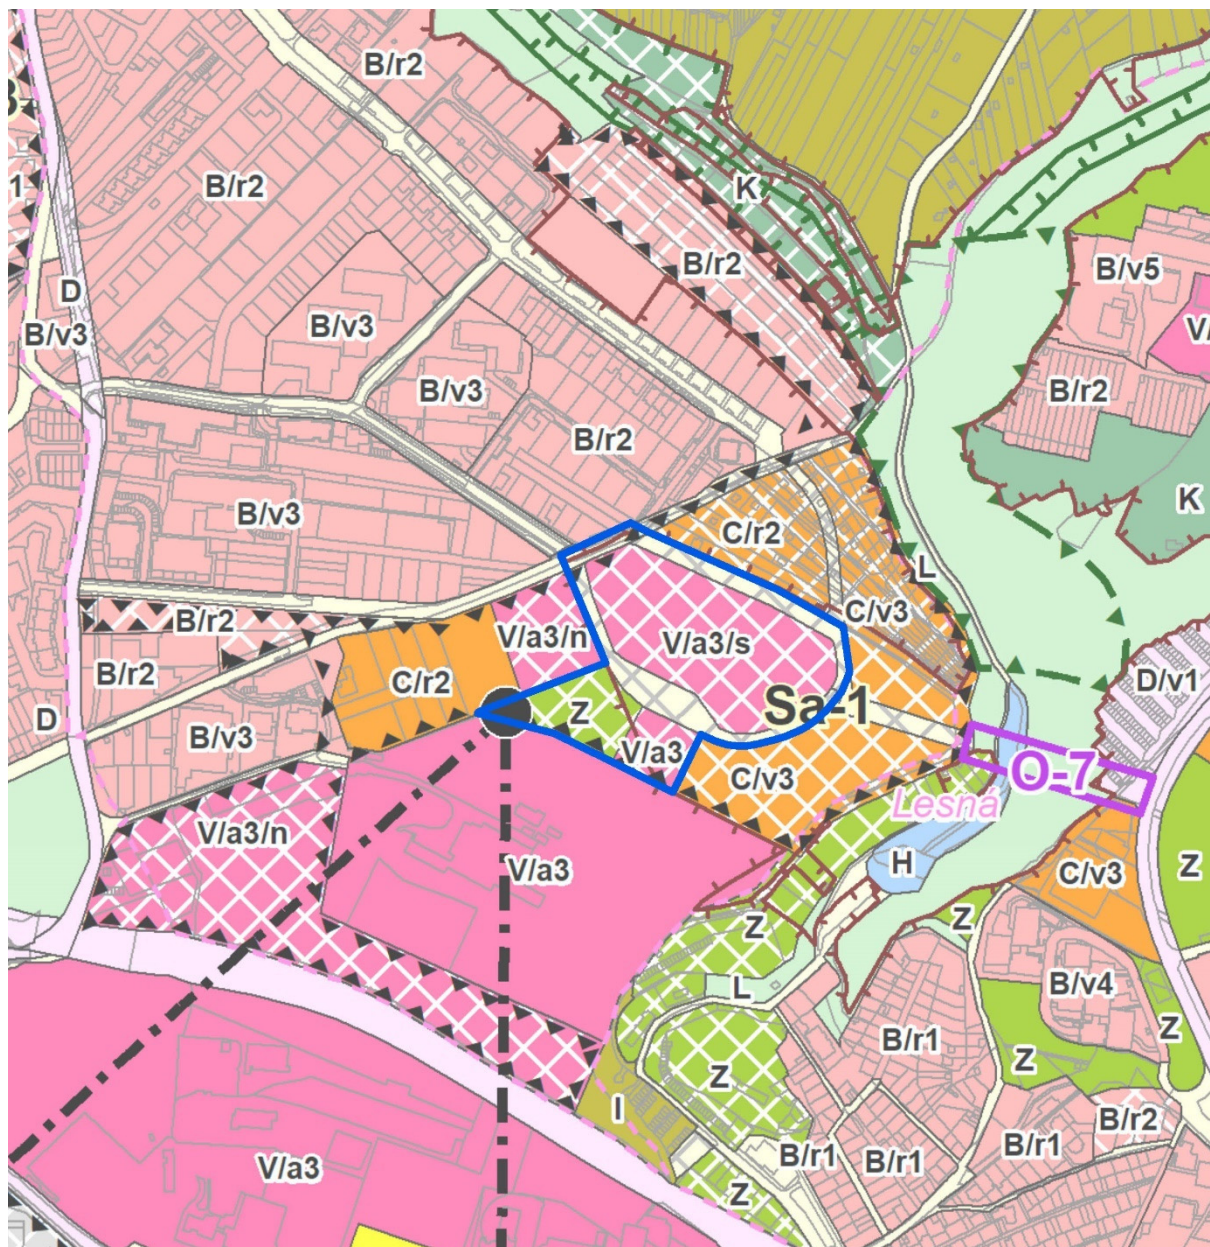 B/r2
B/r2
K
B/r2
B/v5
V/
D
B/v3
1
B/v3
B/v3
B/r2
B/r2
K
B/v3
C/r2
L
C/v3
B/r2
V/a3/n
V/a3/s
B/r2
C/r2
Z
Sa-1
D/v1
D
B/v3
V/a3
C/v3
O-7
Lesná
V/a3/n
V/a3
H
C/v3
Z
Z
Z
L
B/v4
B/r1
Z
Z
Z
I
B/r2
B/r1
B/r1
B/r1
V/a3
Z